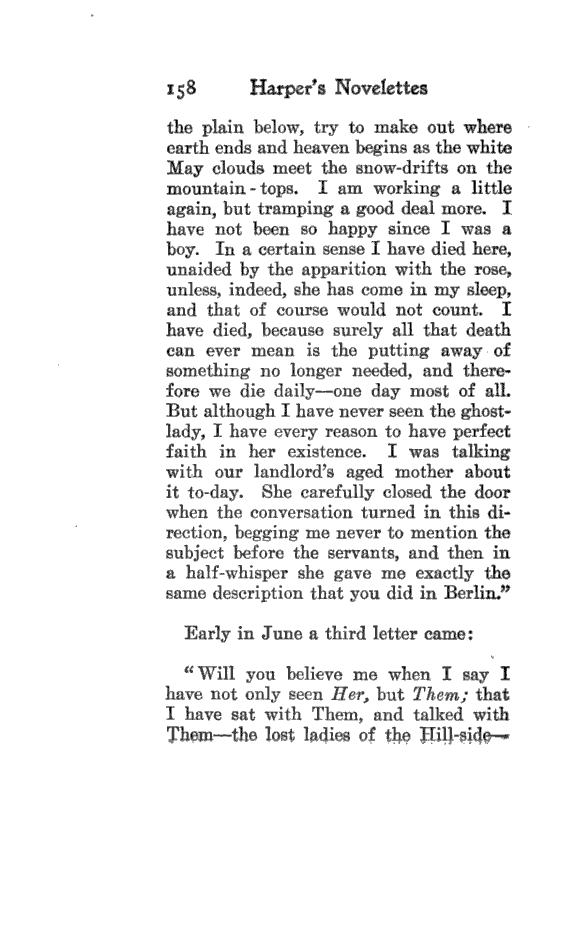 158 Harper's Novelettes
the plain below, try to make out where
earth ends and heaven begins as the white
May clouds meet the snow-drifts on the
mountain-tops. I am working a little
again, but tramping a good deal more. I
have not been so happy since I was a
boy. In a certain sense I have died here,
unaided by the apparition with the rose,
unless, indeed, she has come in my sleep,
and that of course would not count. I
have died, because surely all that death
can ever mean is the putting away of
something no longer needed, and there-
fore we die daily—one day most of all.
But although I have never seen the ghost-
lady, I have every reason to have perfect
faith in her existence. I was talking
with our landlord's aged mother about
it to-day. She carefully closed the door
when the conversation turned in this di-
rection, begging me never to mention the
subject before the servants, and then in
a half-whisper she gave me exactly the
same description that you did in Berlin."
Early in June a third letter came:
"Will you believe me when I say I
have not only seen Her, but Them; that
I have sat with Them, and talked with
Them—the lost ladies of the Hill-side—